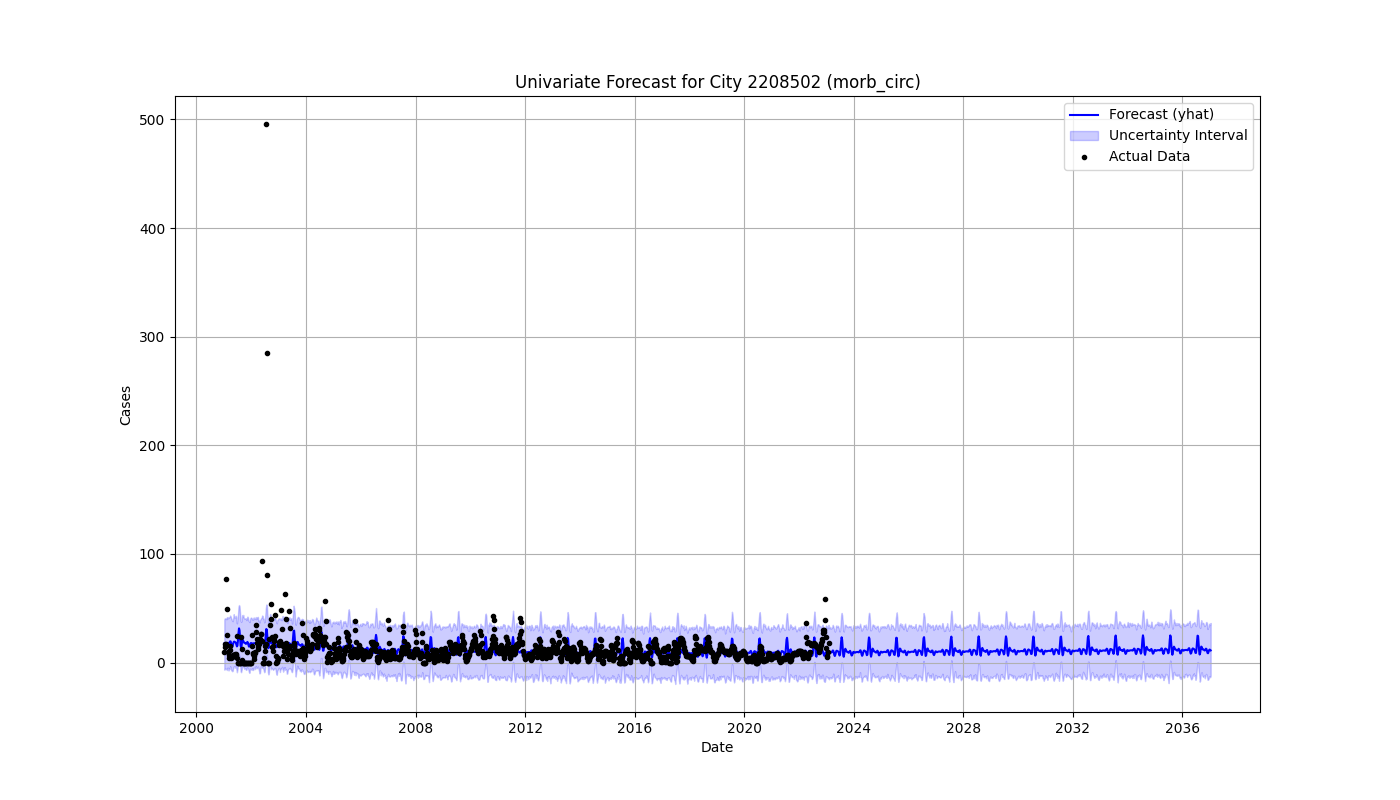 Univariate Forecast for City 2208502 (morb_circ)
Forecast (yhat)
Uncertainty Interval
Actual Data
500
400
300
200
100
0
Cases
2000 2004 2008 2012 2016 2020 2024 2028 2032 2036
Date